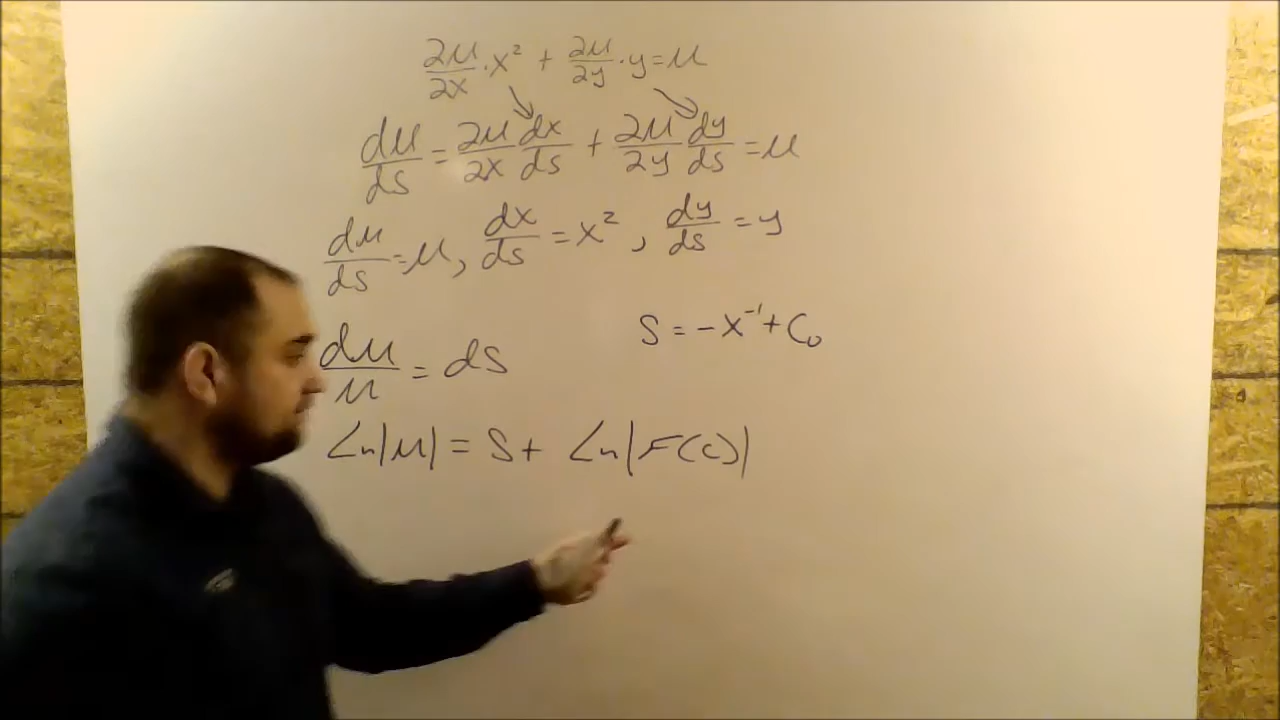 ∂u/∂x · x² + ∂u/∂y · y = u
du/ds = ∂u/∂x dx/ds + ∂u/∂y dy/ds = u
du/ds = u, dx/ds = x², dy/ds = y
s = -x⁻¹ + C₀
du/u = ds
Ln|u| = s + Ln|F(C)|